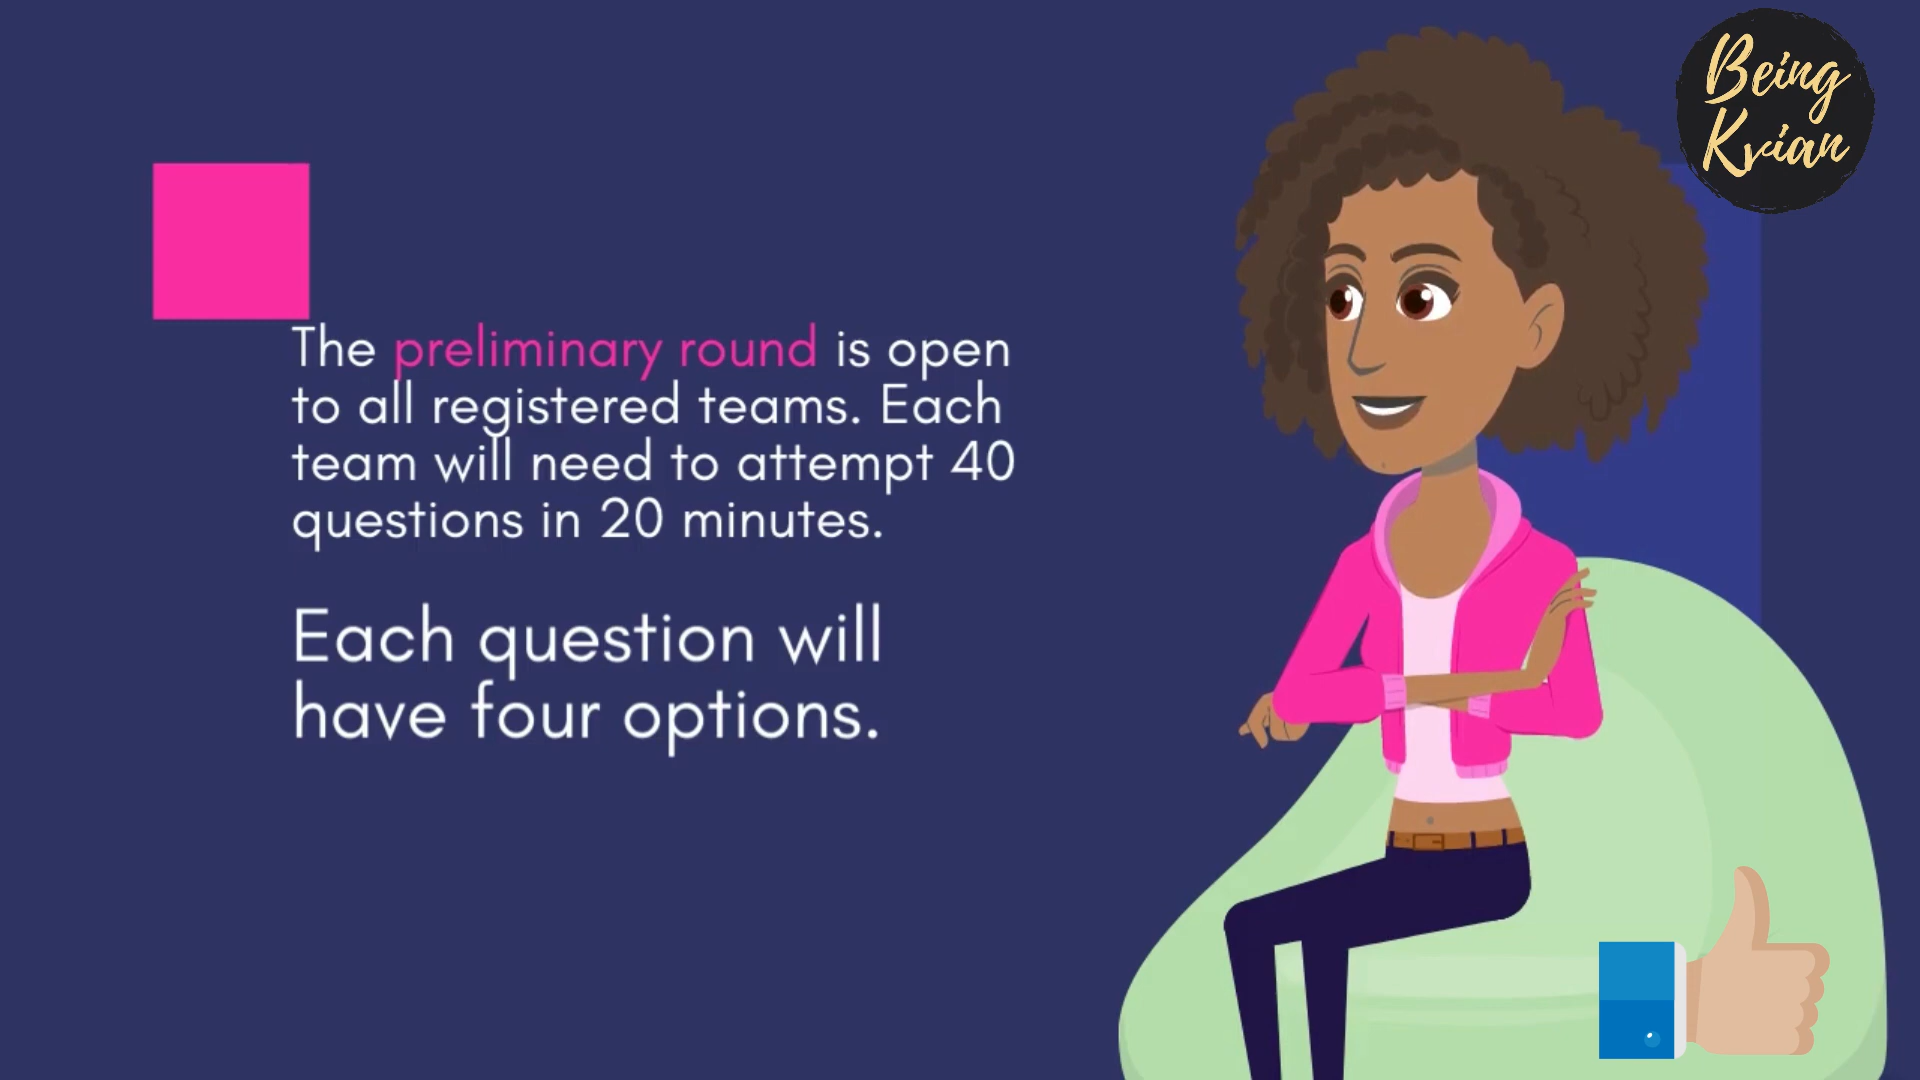 Being
Kvian
The preliminary round is open
to all registered teams. Each
team will need to attempt 40
questions in 20 minutes.
Each question will
have four options.